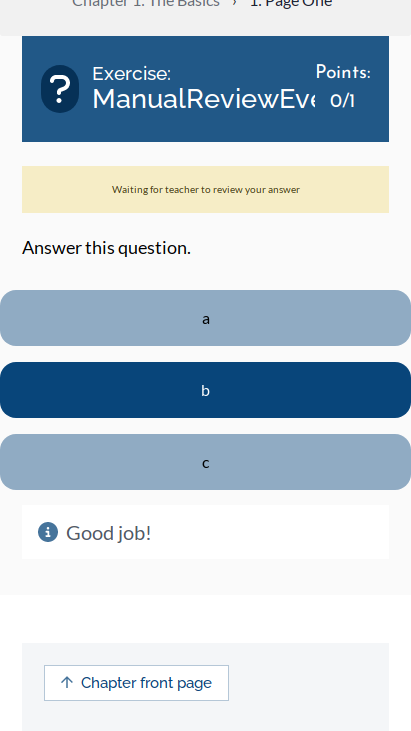 Chapter 1: The Basics › 1. Page One
Exercise:
ManualReviewEve
Points:
0/1
Waiting for teacher to review your answer
Answer this question.
a
b
c
Good job!
Chapter front page